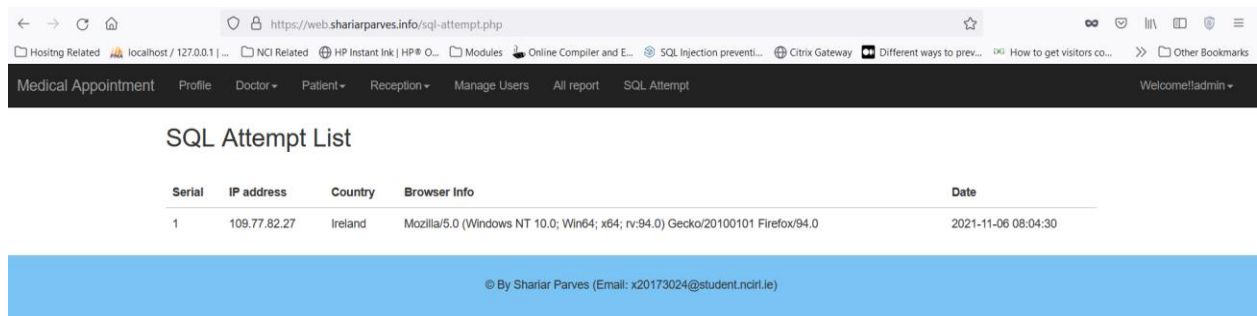 https://web.shariarparves.info/sql-attempt.php
Hositng Related localhost / 127.0.0.1 | ... NCI Related HP Instant Ink | HP® O... Modules Online Compiler and E... SQL Injection preventi... Citrix Gateway Different ways to prev... How to get visitors co... Other Bookmarks
Medical Appointment Profile Doctor Patient Reception Manage Users All report SQL Attempt Welcome!!admin
SQL Attempt List
Serial IP address Country Browser Info Date
1 109.77.82.27 Ireland Mozilla/5.0 (Windows NT 10.0; Win64; x64; rv:94.0) Gecko/20100101 Firefox/94.0 2021-11-06 08:04:30
© By Shariar Parves (Email: x20173024@student.ncirl.ie)